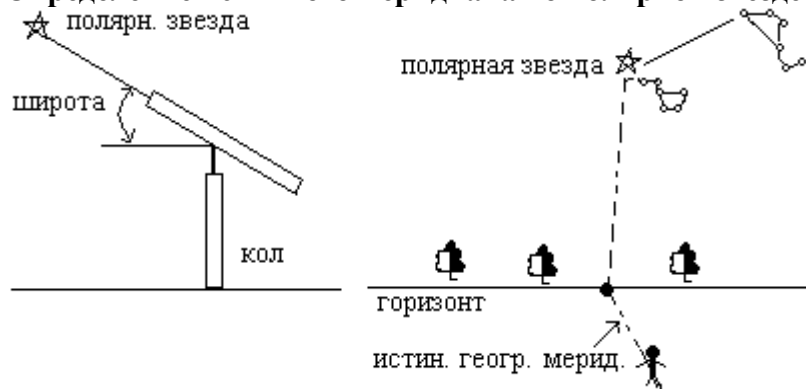 полярн. звезда
широта
кол
полярная звезда
горизонт
истин. геогр. мерид.